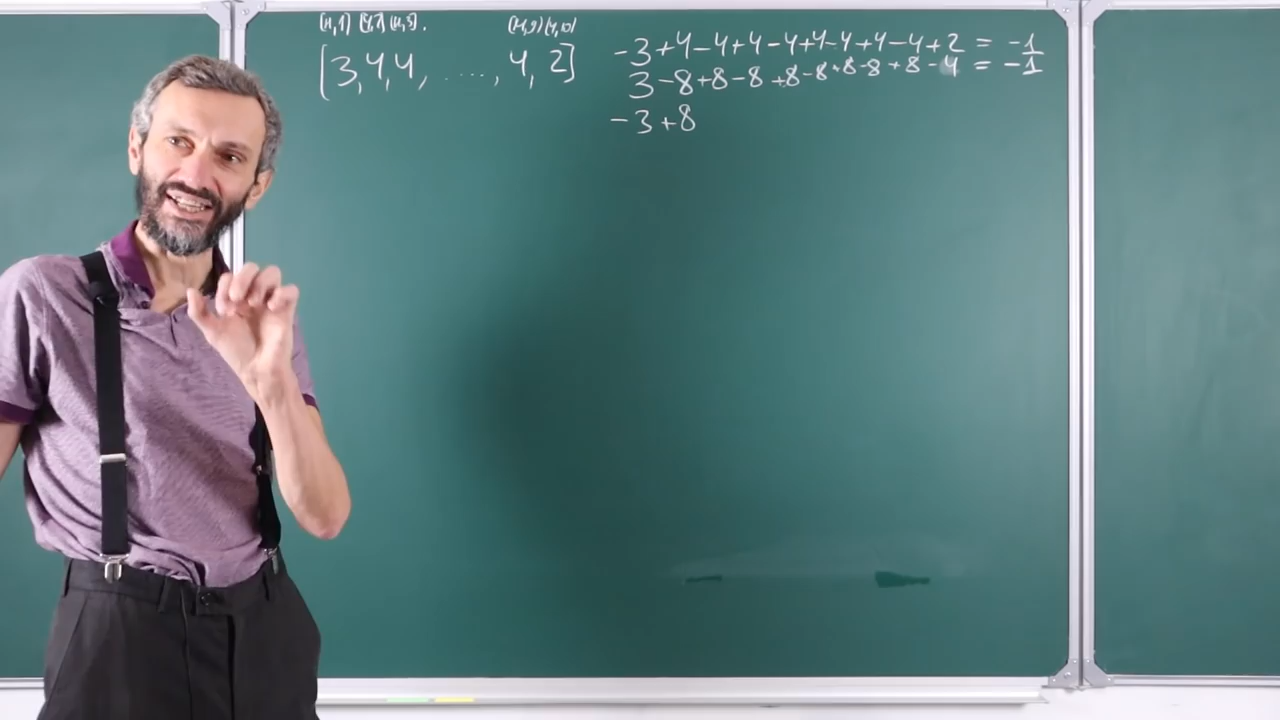 [4,1] [4,7] [4,5] . [4,9] [4,10]
[3,4,4, ....., 4, 2]
-3+4-4+4-4+4-4+4-4+2 = -1
3-8+8-8+8-8+8-8+8-4 = -1
-3+8